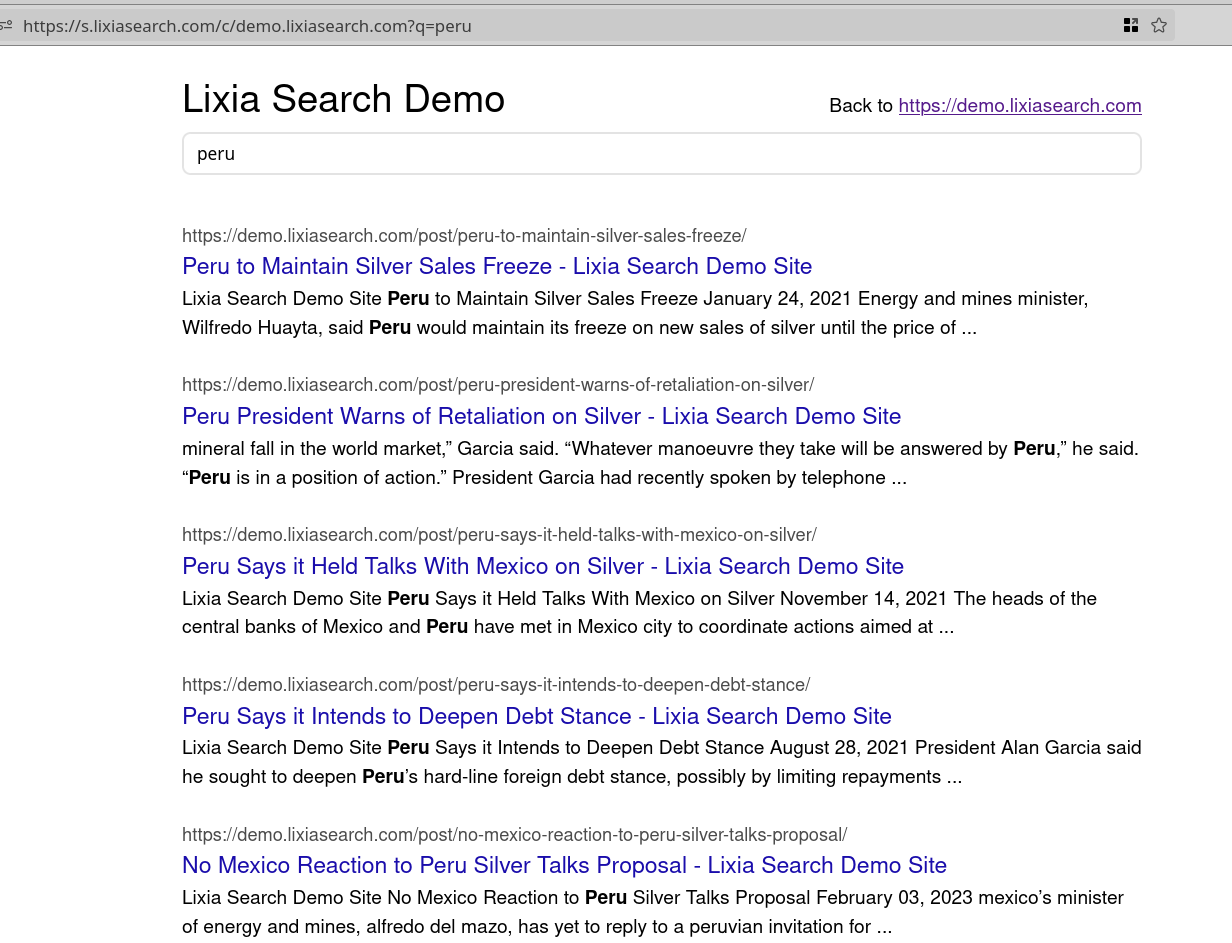 https://s.lixiasearch.com/c/demo.lixiasearch.com?q=peru
Lixia Search Demo
Back to https://demo.lixiasearch.com
peru
https://demo.lixiasearch.com/post/peru-to-maintain-silver-sales-freeze/
Peru to Maintain Silver Sales Freeze - Lixia Search Demo Site
Lixia Search Demo Site Peru to Maintain Silver Sales Freeze January 24, 2021 Energy and mines minister,
Wilfredo Huayta, said Peru would maintain its freeze on new sales of silver until the price of ...
https://demo.lixiasearch.com/post/peru-president-warns-of-retaliation-on-silver/
Peru President Warns of Retaliation on Silver - Lixia Search Demo Site
mineral fall in the world market,” Garcia said. “Whatever manoeuvre they take will be answered by Peru,” he said.
“Peru is in a position of action.” President Garcia had recently spoken by telephone ...
https://demo.lixiasearch.com/post/peru-says-it-held-talks-with-mexico-on-silver/
Peru Says it Held Talks With Mexico on Silver - Lixia Search Demo Site
Lixia Search Demo Site Peru Says it Held Talks With Mexico on Silver November 14, 2021 The heads of the
central banks of Mexico and Peru have met in Mexico city to coordinate actions aimed at ...
https://demo.lixiasearch.com/post/peru-says-it-intends-to-deepen-debt-stance/
Peru Says it Intends to Deepen Debt Stance - Lixia Search Demo Site
Lixia Search Demo Site Peru Says it Intends to Deepen Debt Stance August 28, 2021 President Alan Garcia said
he sought to deepen Peru’s hard-line foreign debt stance, possibly by limiting repayments ...
https://demo.lixiasearch.com/post/no-mexico-reaction-to-peru-silver-talks-proposal/
No Mexico Reaction to Peru Silver Talks Proposal - Lixia Search Demo Site
Lixia Search Demo Site No Mexico Reaction to Peru Silver Talks Proposal February 03, 2023 mexico’s minister
of energy and mines, alfredo del mazo, has yet to reply to a peruvian invitation for ...